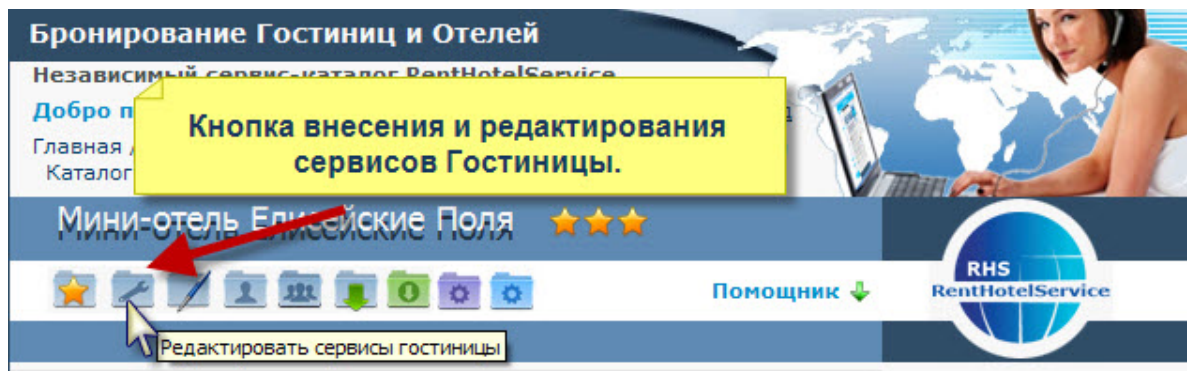 Бронирование Гостиниц и Отелей
Независимый сервис-каталог RentHotelService
Добро п
Кнопка внесения и редактирования
сервисов Гостиницы.
Главная /
Каталог
Мини-отель Елисейские Поля
Помощник
RHS
RentHotelService
Редактировать сервисы гостиницы